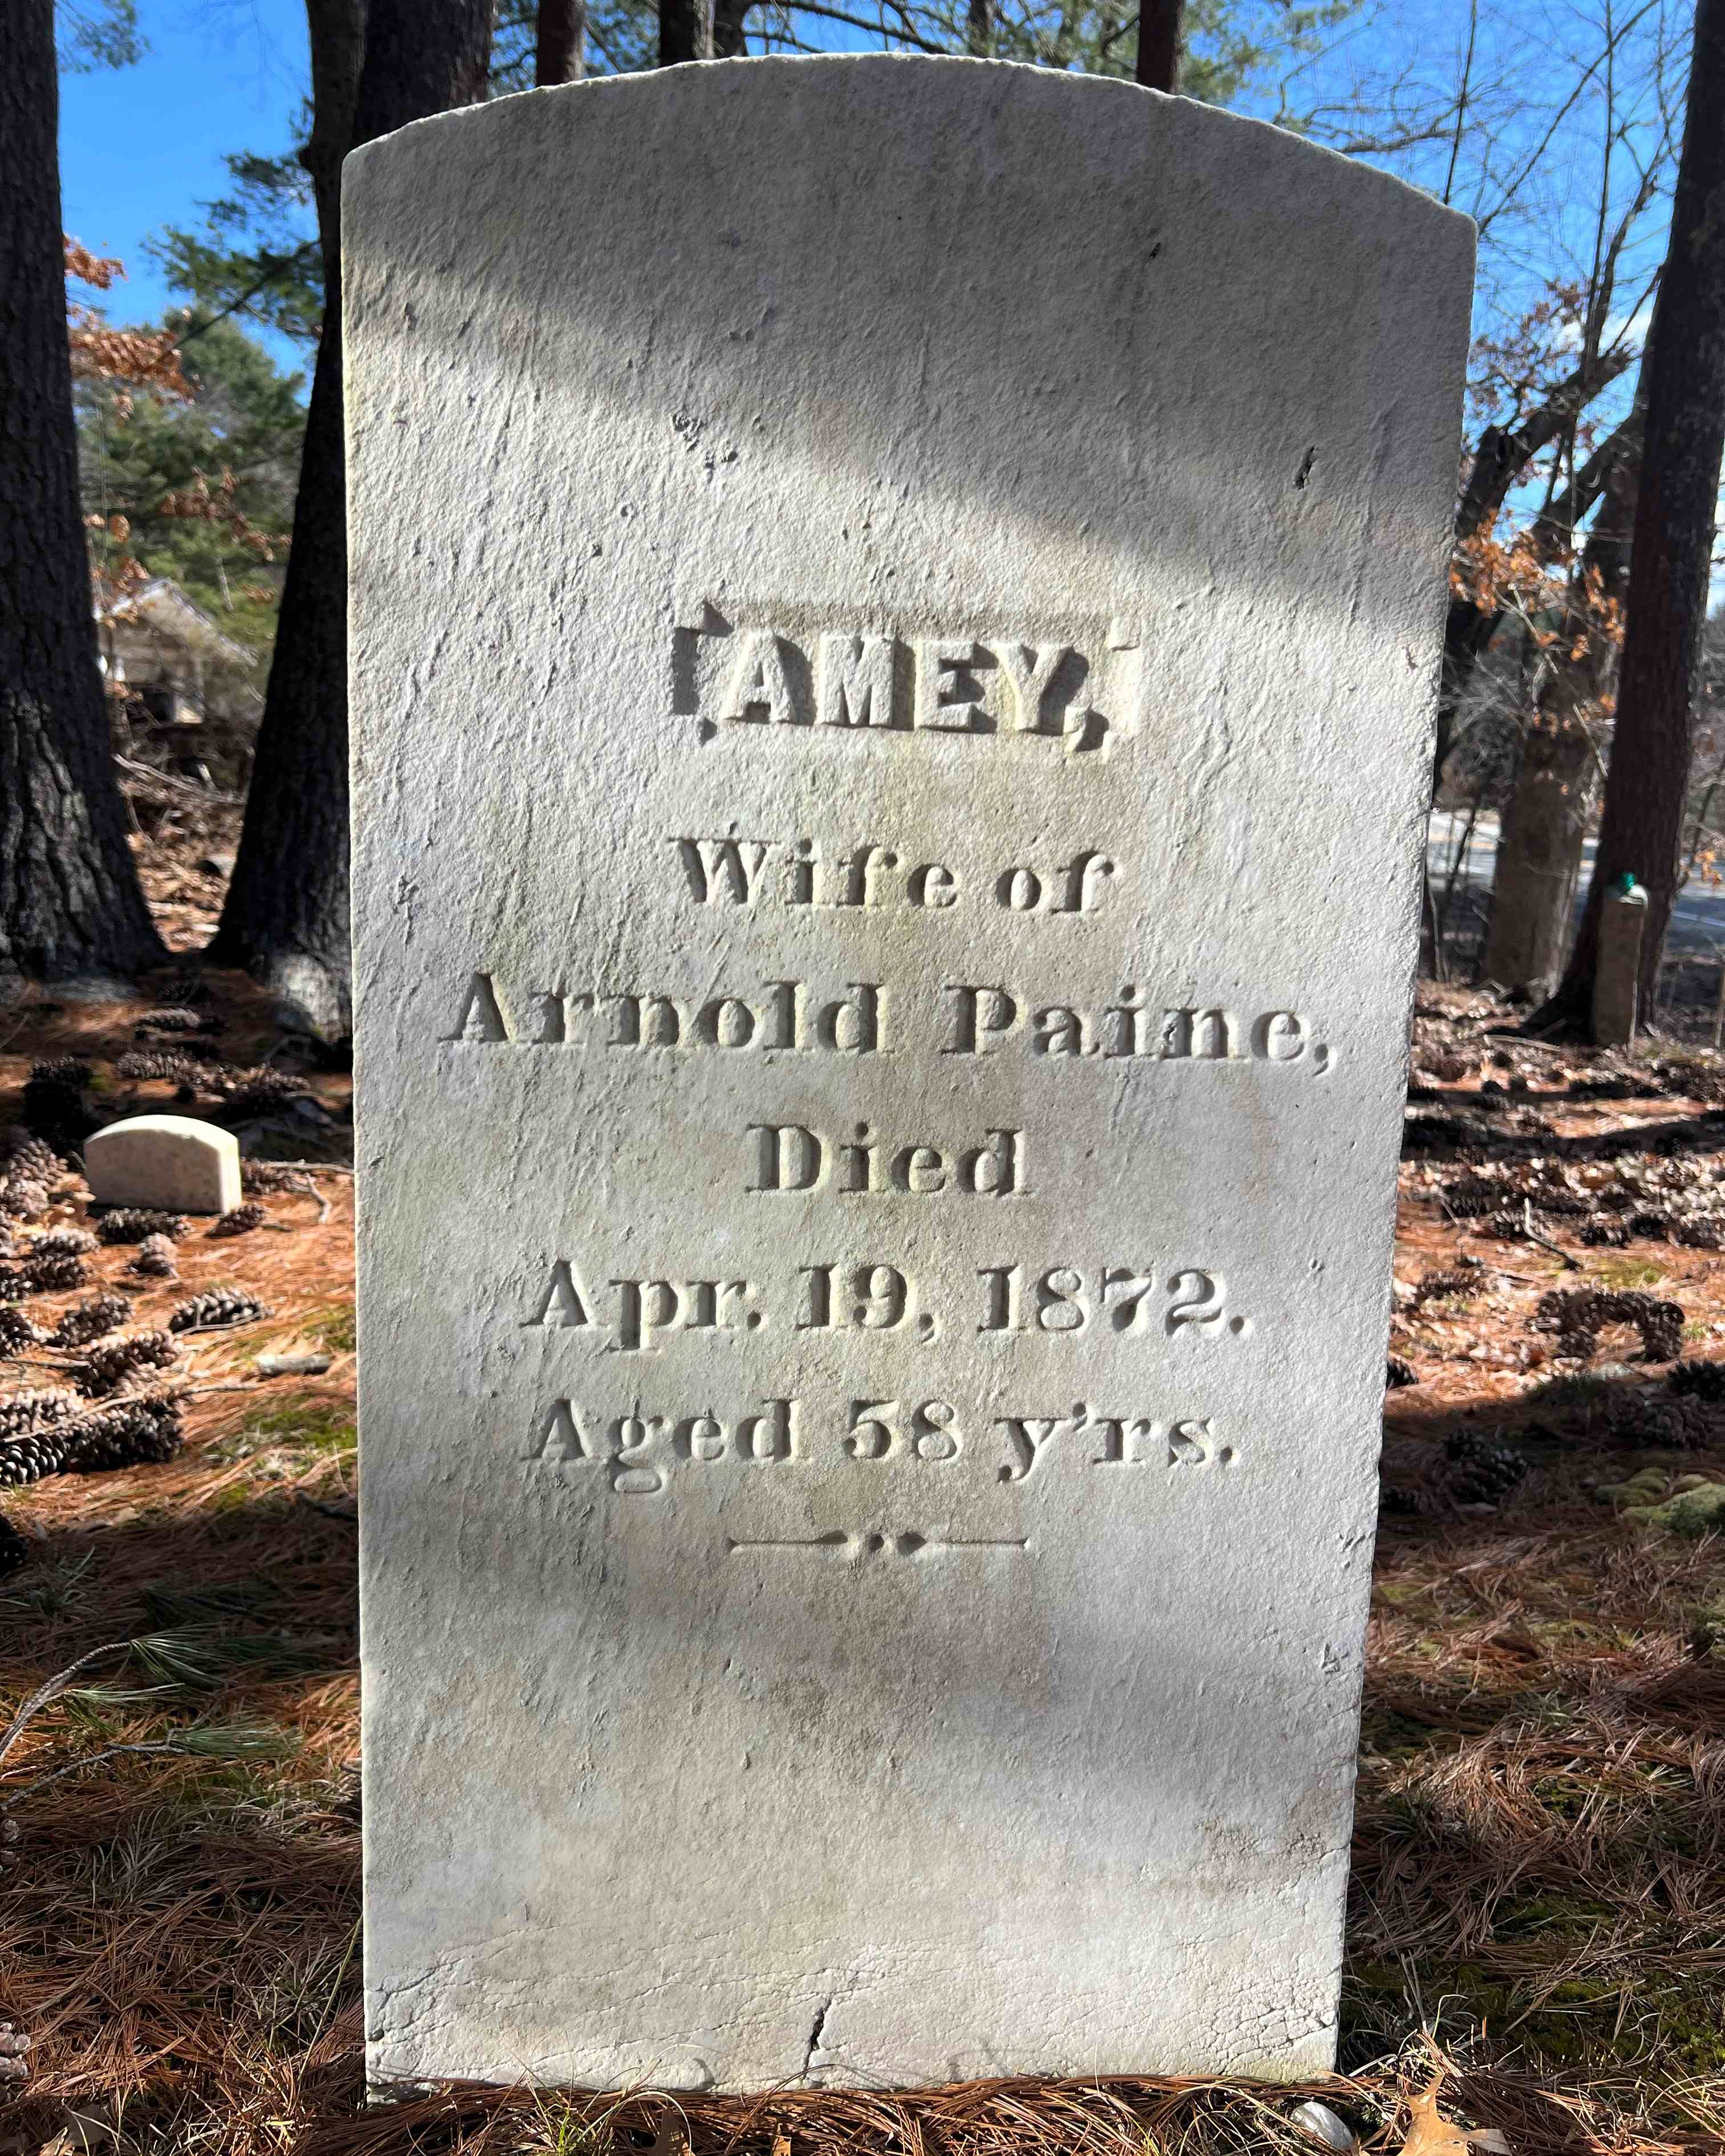 AMEY,
Wife of
Arnold Paine,
Died
Apr. 19, 1872.
Aged 58 y'rs.